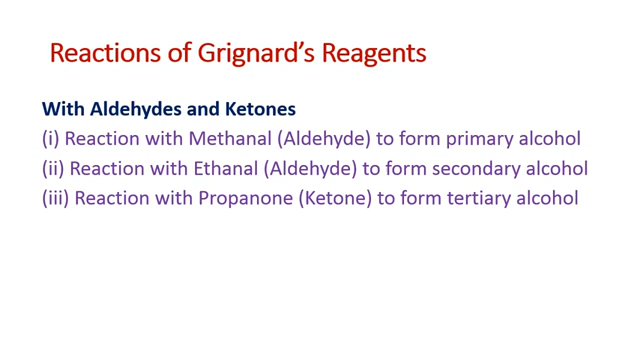 Reactions of Grignard’s Reagents
With Aldehydes and Ketones
(i) Reaction with Methanal (Aldehyde) to form primary alcohol
(ii) Reaction with Ethanal (Aldehyde) to form secondary alcohol
(iii) Reaction with Propanone (Ketone) to form tertiary alcohol